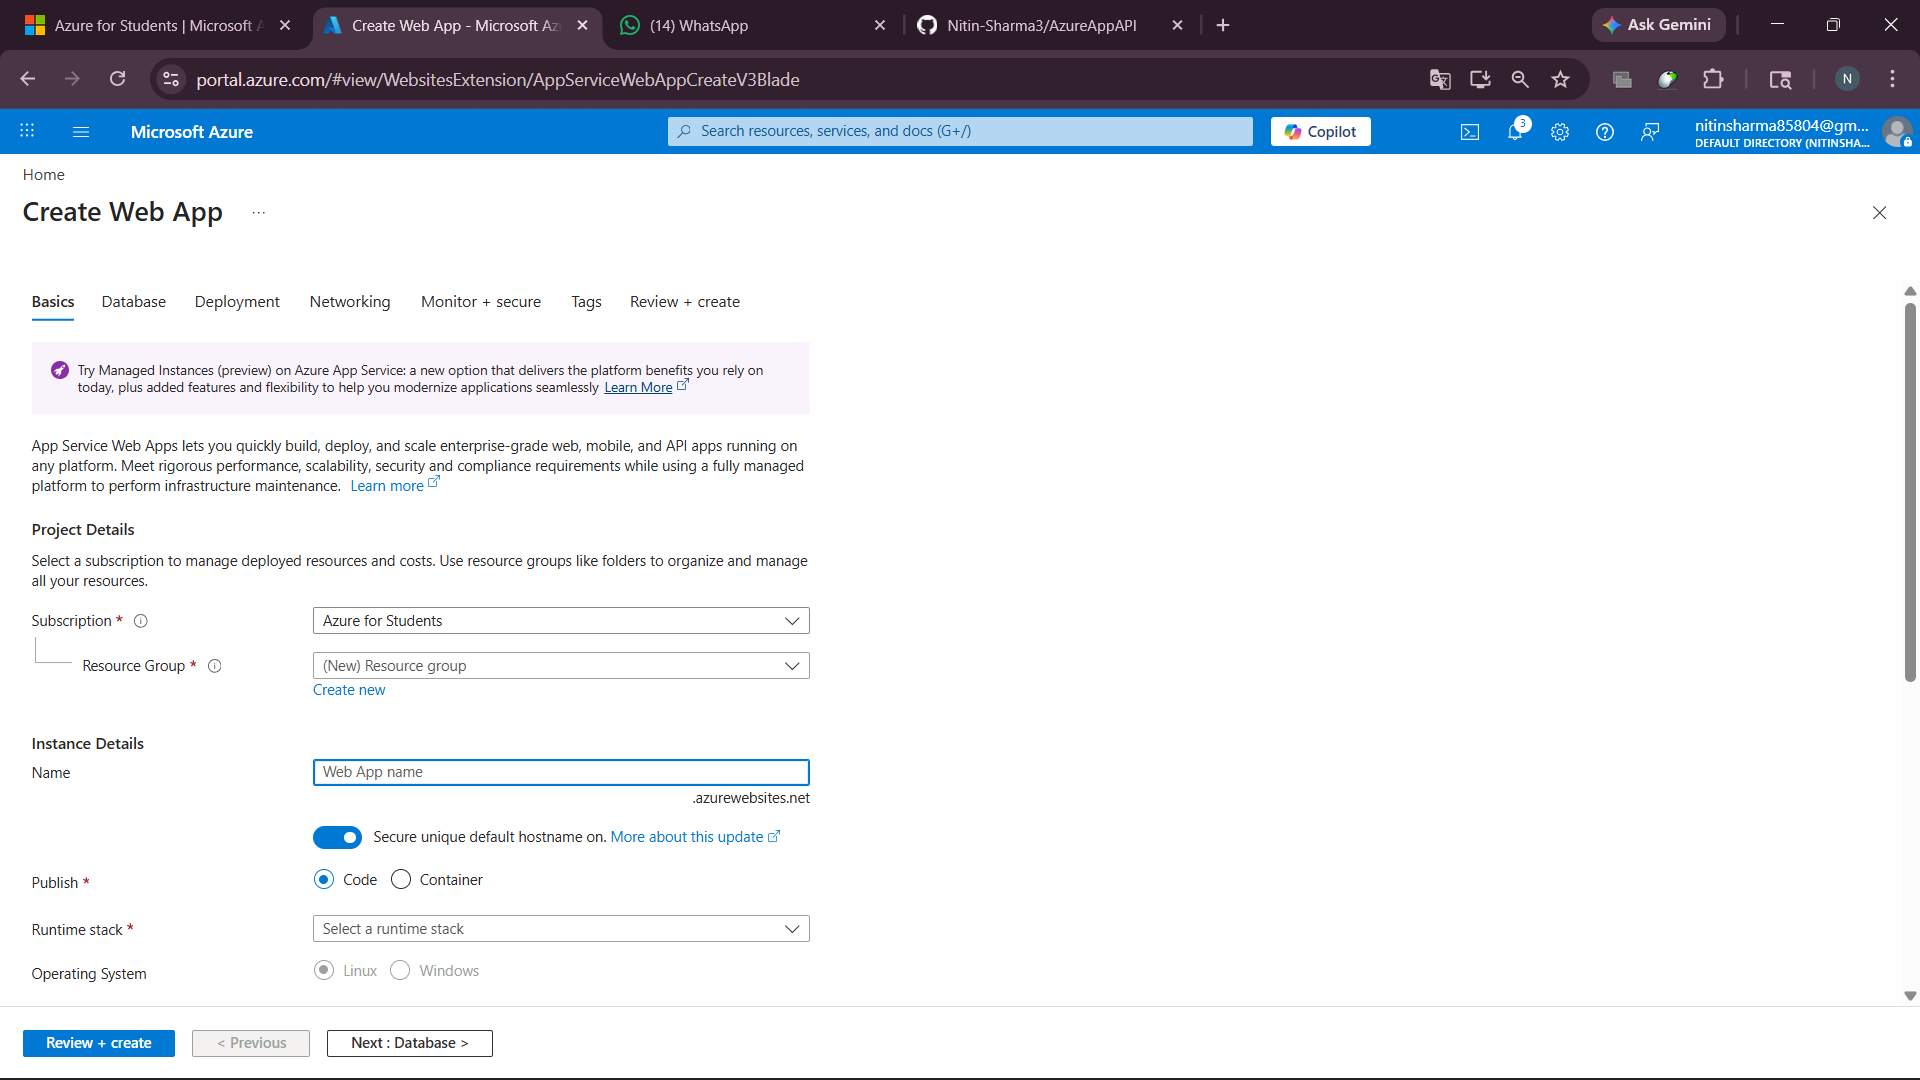 Azure for Students | Microsoft A
Create Web App - Microsoft Az
(14) WhatsApp
Nitin-Sharma3/AzureAppAPI
Ask Gemini
portal.azure.com/#view/WebsitesExtension/AppServiceWebAppCreateV3Blade
N
Microsoft Azure
Search resources, services, and docs (G+/)
Copilot
3
nitinsharma85804@gm...
DEFAULT DIRECTORY (NITINSHA...
Home
Create Web App
...
Basics
Database
Deployment
Networking
Monitor + secure
Tags
Review + create
Try Managed Instances (preview) on Azure App Service: a new option that delivers the platform benefits you rely on
today, plus added features and flexibility to help you modernize applications seamlessly Learn More
App Service Web Apps lets you quickly build, deploy, and scale enterprise-grade web, mobile, and API apps running on
any platform. Meet rigorous performance, scalability, security and compliance requirements while using a fully managed
platform to perform infrastructure maintenance. Learn more
Project Details
Select a subscription to manage deployed resources and costs. Use resource groups like folders to organize and manage
all your resources.
Subscription *
Azure for Students
Resource Group *
(New) Resource group
Create new
Instance Details
Name
Web App name
.azurewebsites.net
Secure unique default hostname on. More about this update
Publish *
Code
Container
Runtime stack *
Select a runtime stack
Operating System
Linux
Windows
Review + create
< Previous
Next : Database >